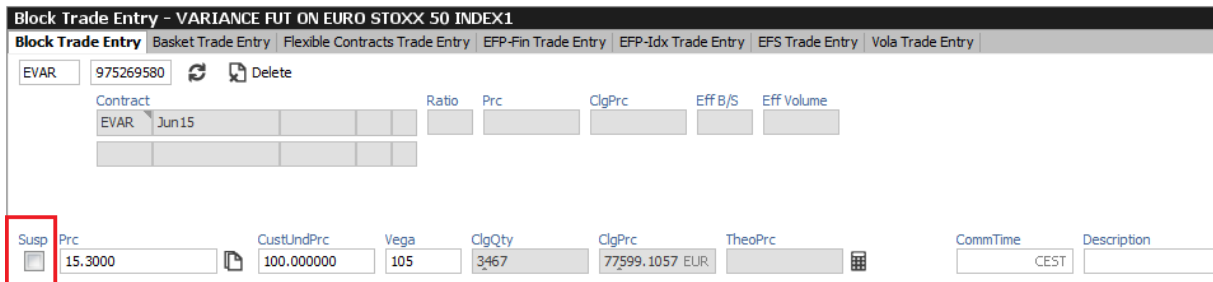 Block Trade Entry - VARIANCE FUT ON EURO STOXX 50 INDEX1
Block Trade Entry Basket Trade Entry Flexible Contracts Trade Entry EFP-Fin Trade Entry EFP-Idx Trade Entry EFS Trade Entry Vola Trade Entry
EVAR 975269580 Delete
Contract Ratio Prc ClgPrc Eff B/S Eff Volume
EVAR Jun15
Susp Prc CustUndPrc Vega ClgQty ClgPrc TheoPrc CommTime Description
15.3000 100.000000 105 3467 77599.1057 EUR CEST